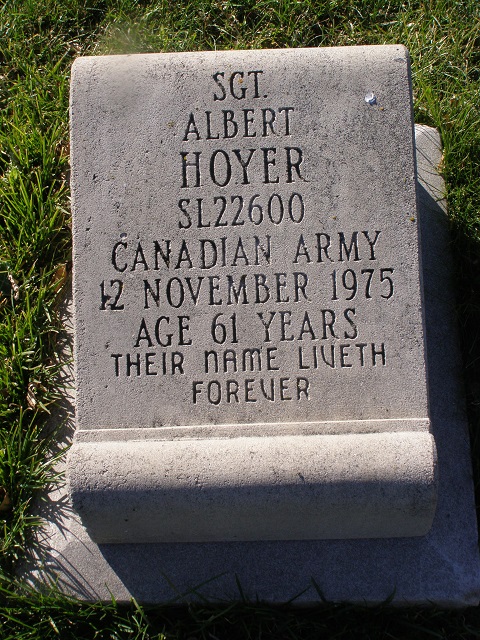 SGT.
ALBERT
HOYER
SL22600
CANADIAN ARMY
12 NOVEMBER 1975
AGE 61 YEARS
THEIR NAME LIVETH
FOREVER